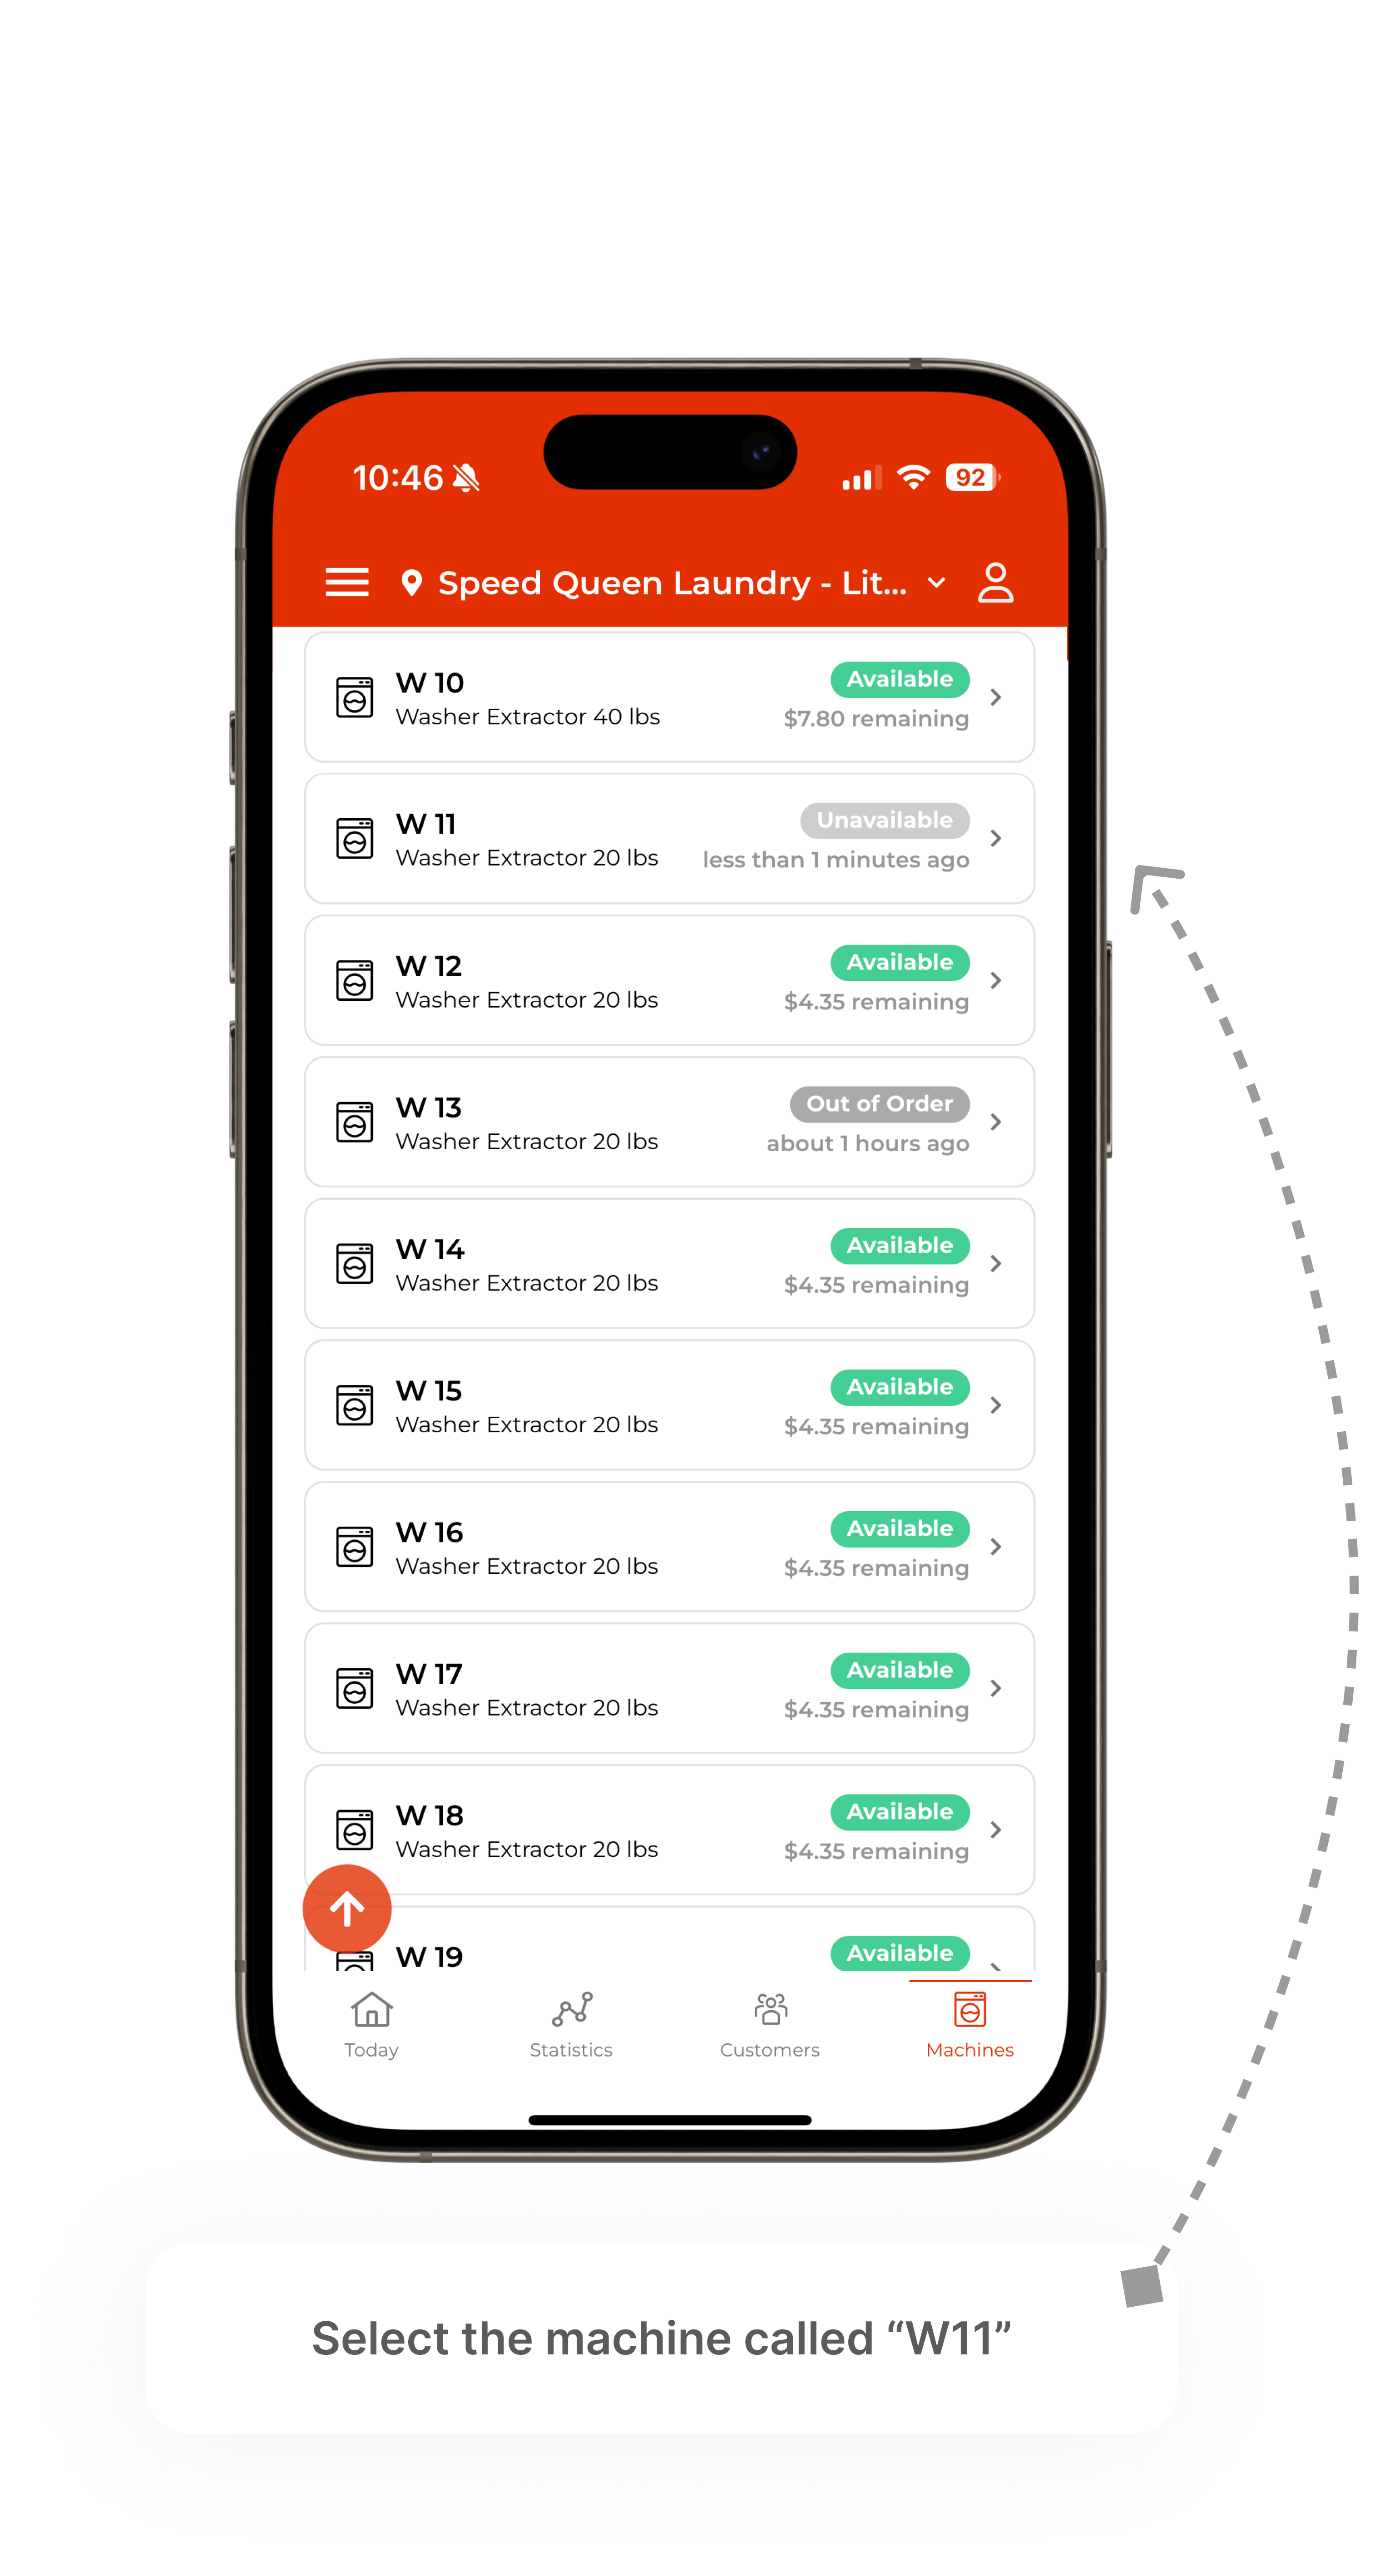 10:46
92
Speed Queen Laundry - Lit...
W 10
Available
Washer Extractor 40 lbs
$7.80 remaining
W 11
Unavailable
Washer Extractor 20 lbs
less than 1 minutes ago
W 12
Available
Washer Extractor 20 lbs
$4.35 remaining
W 13
Out of Order
Washer Extractor 20 lbs
about 1 hours ago
W 14
Available
Washer Extractor 20 lbs
$4.35 remaining
W 15
Available
Washer Extractor 20 lbs
$4.35 remaining
W 16
Available
Washer Extractor 20 lbs
$4.35 remaining
W 17
Available
Washer Extractor 20 lbs
$4.35 remaining
W 18
Available
Washer Extractor 20 lbs
$4.35 remaining
W 19
Available
Today
Statistics
Customers
Machines
Select the machine called “W11”